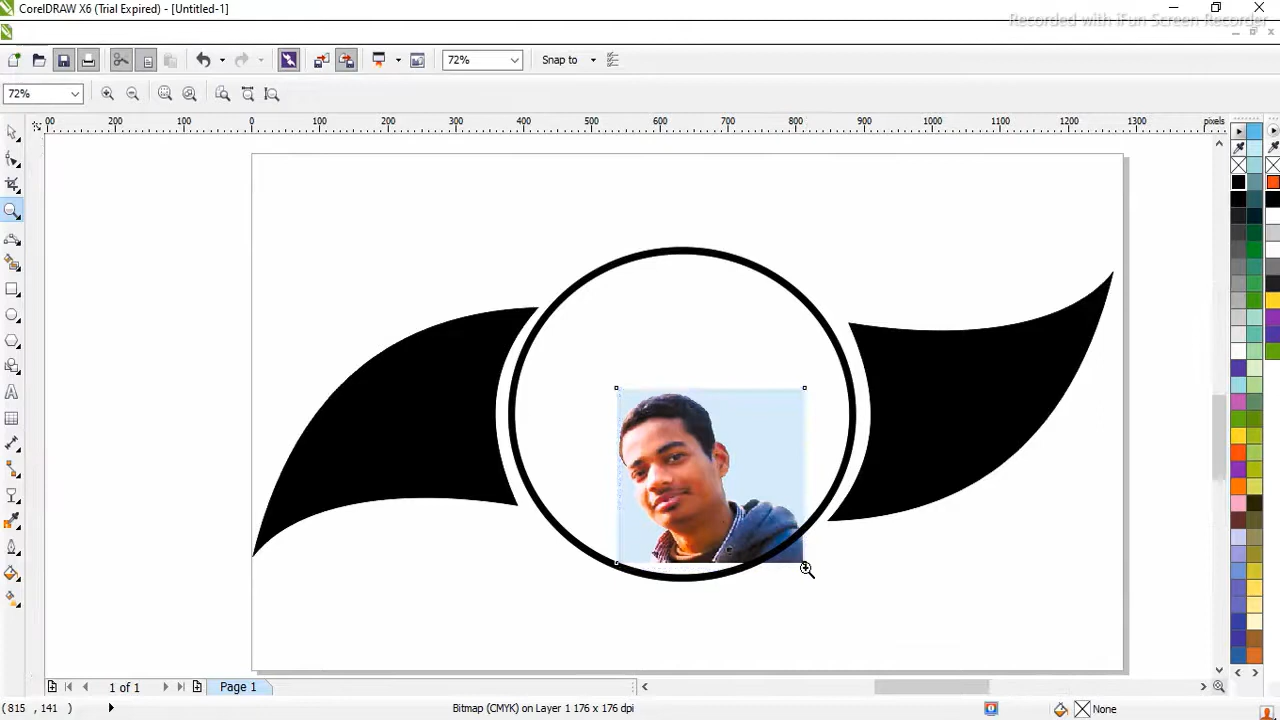 CorelDRAW X6 (Trial Expired) - [Untitled-1]
Recorded with iFun Screen Recorder
72%
Snap to
72%
00 200 100 0 100 200 300 400 500 600 700 800 900 1000 1100 1200 1300 pixels
1 of 1
Page 1
( 815 , 141 )
Bitmap (CMYK) on Layer 1 176 x 176 dpi
None